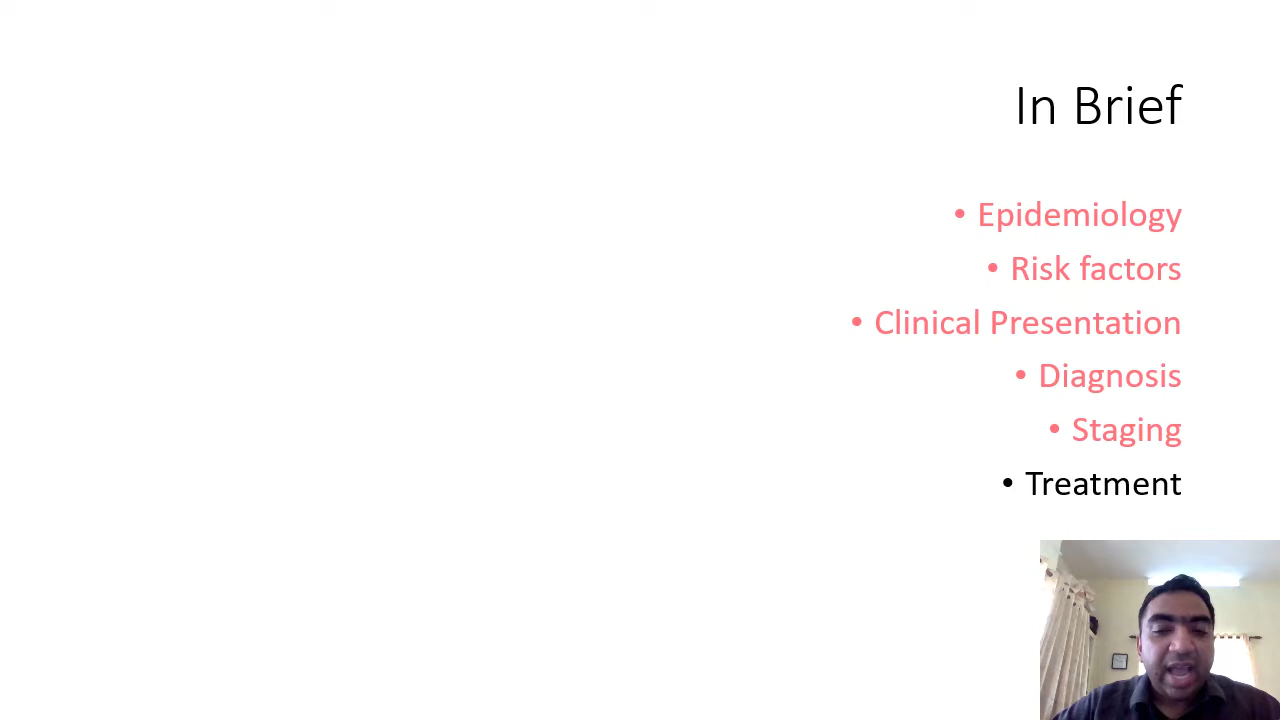 In Brief
• Epidemiology
• Risk factors
• Clinical Presentation
• Diagnosis
• Staging
• Treatment